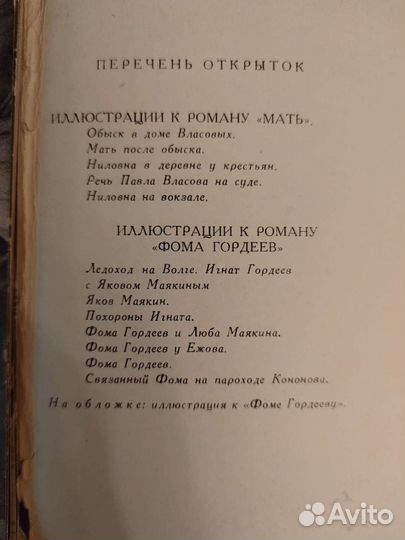 ПЕРЕЧЕНЬ ОТКРЫТОК
ИЛЛЮСТРАЦИИ К РОМАНУ «МАТЬ».
Обыск в доме Власовых.
Мать после обыска.
Ниловна в деревне у крестьян.
Речь Павла Власова на суде.
Ниловна на вокзале.
ИЛЛЮСТРАЦИИ К РОМАНУ
«ФОМА ГОРДЕЕВ»
Ледоход на Волге. Игнат Гордеев
с Яковом Маякиным
Яков Маякин.
Похороны Игната.
Фома Гордеев и Люба Маякина.
Фома Гордеев у Ежова.
Фома Гордеев.
Связанный Фома на пароходе Кононова.
На обложке: иллюстрация к «Фоме Гордееву».
Avito